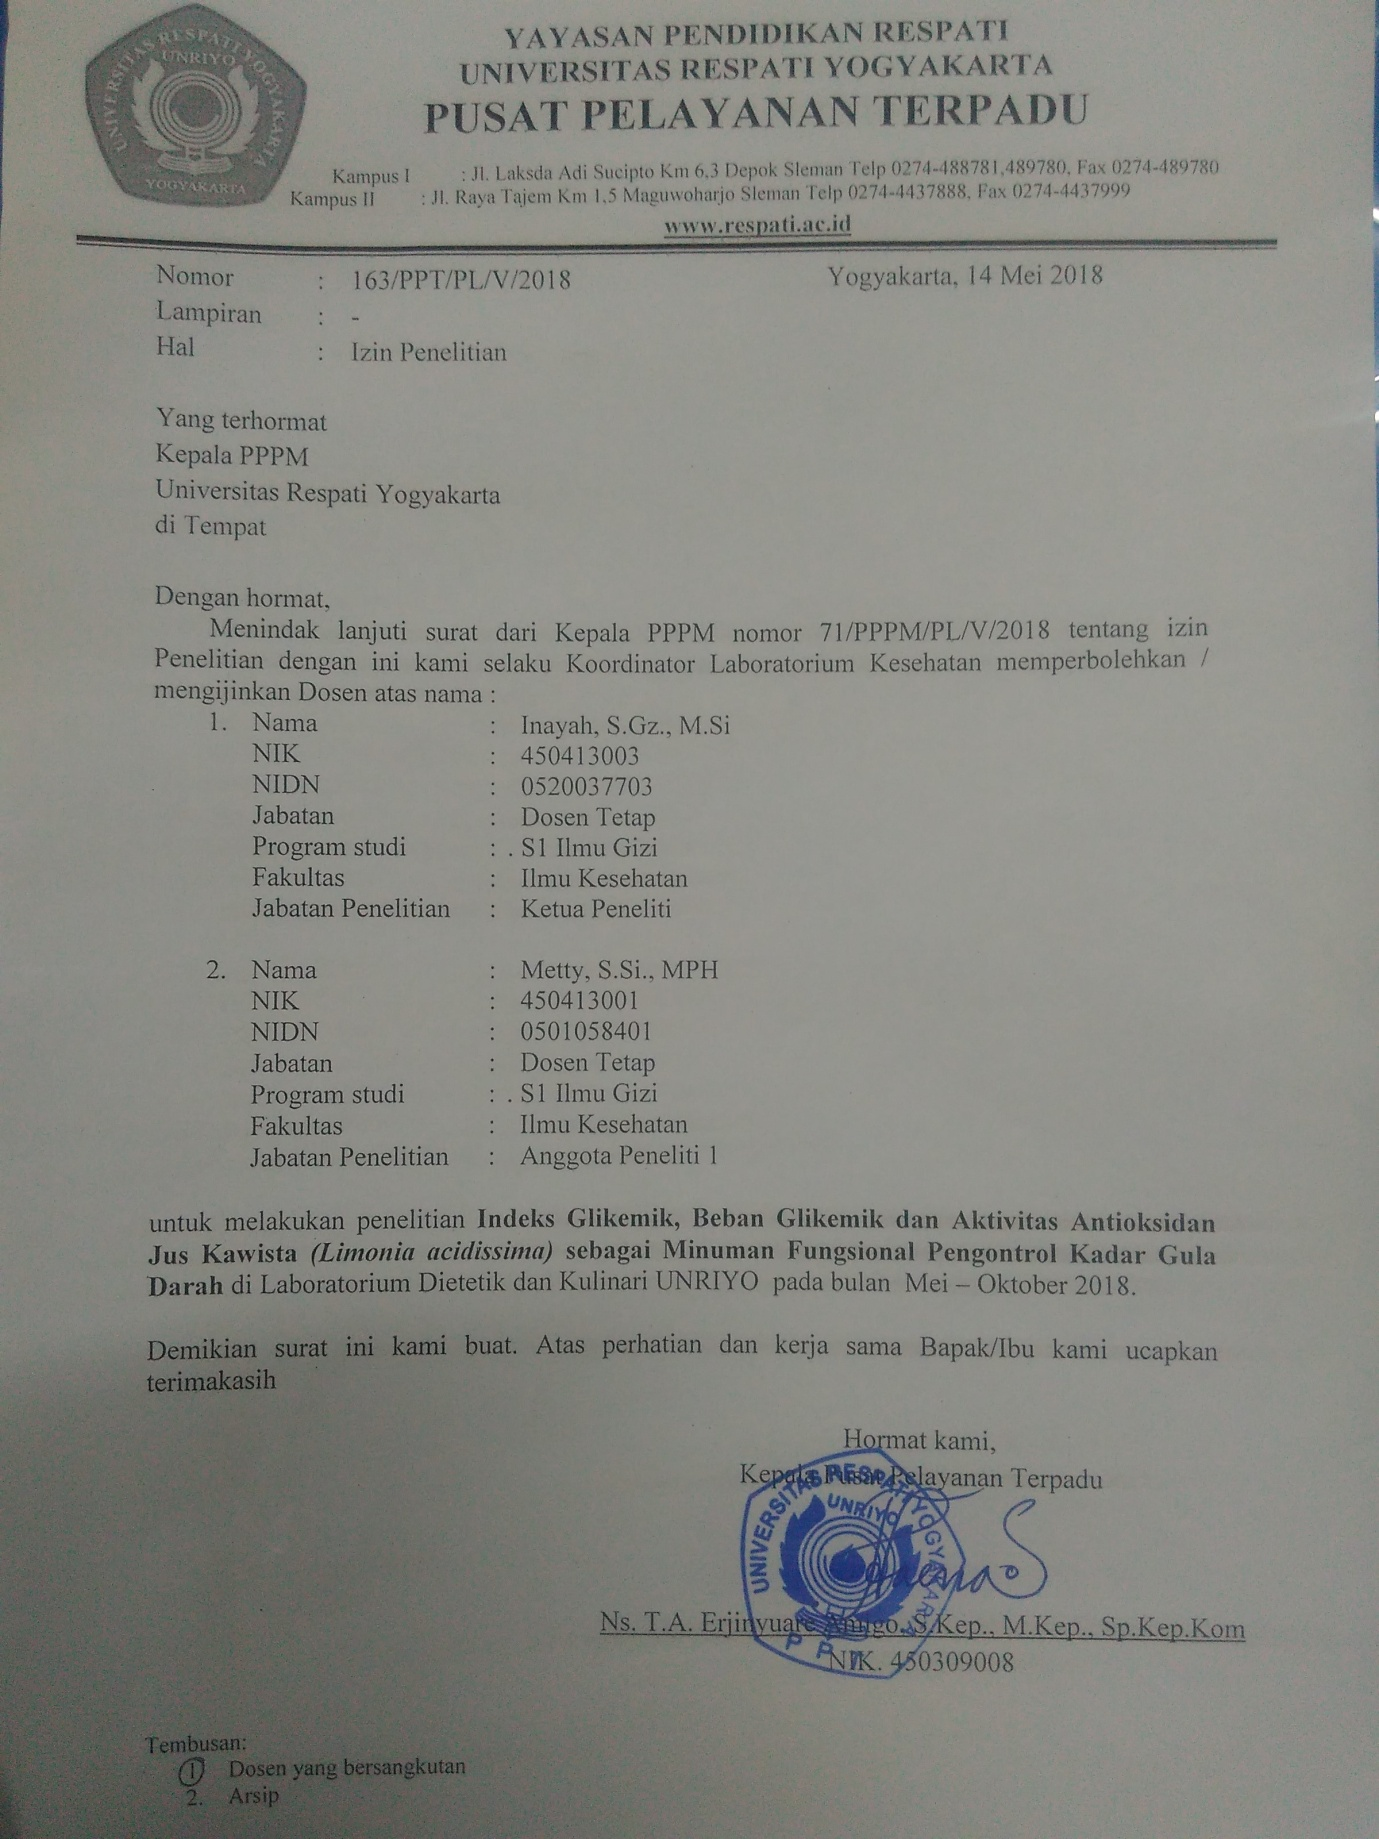 UNIVERSITAS RESPATI YOGYAKARTA
UNRIYO
YOGYAKARTA
YAYASAN PENDIDIKAN RESPATI
UNIVERSITAS RESPATI YOGYAKARTA
PUSAT PELAYANAN TERPADU
Kampus I : Jl. Laksda Adi Sucipto Km 6,3 Depok Sleman Telp 0274-488781,489780, Fax 0274-489780
Kampus II : Jl. Raya Tajem Km 1,5 Maguwoharjo Sleman Telp 0274-4437888, Fax 0274-4437999
www.respati.ac.id
Nomor : 163/PPT/PL/V/2018 Yogyakarta, 14 Mei 2018
Lampiran : -
Hal : Izin Penelitian
Yang terhormat
Kepala PPPM
Universitas Respati Yogyakarta
di Tempat
Dengan hormat,
Menindak lanjuti surat dari Kepala PPPM nomor 71/PPPM/PL/V/2018 tentang izin
Penelitian dengan ini kami selaku Koordinator Laboratorium Kesehatan memperbolehkan /
mengijinkan Dosen atas nama :
1. Nama : Inayah, S.Gz., M.Si
NIK : 450413003
NIDN : 0520037703
Jabatan : Dosen Tetap
Program studi : . S1 Ilmu Gizi
Fakultas : Ilmu Kesehatan
Jabatan Penelitian : Ketua Peneliti
2. Nama : Metty, S.Si., MPH
NIK : 450413001
NIDN : 0501058401
Jabatan : Dosen Tetap
Program studi : . S1 Ilmu Gizi
Fakultas : Ilmu Kesehatan
Jabatan Penelitian : Anggota Peneliti 1
untuk melakukan penelitian Indeks Glikemik, Beban Glikemik dan Aktivitas Antioksidan
Jus Kawista (Limonia acidissima) sebagai Minuman Fungsional Pengontrol Kadar Gula
Darah di Laboratorium Dietetik dan Kulinari UNRIYO pada bulan Mei – Oktober 2018.
Demikian surat ini kami buat. Atas perhatian dan kerja sama Bapak/Ibu kami ucapkan
terimakasih
Hormat kami,
Kepala Pusat Pelayanan Terpadu
UNIVERSITAS RESPATI YOGYAKARTA
UNRIYO
Ns. T.A. Erjinyuare Amigo, S.Kep., M.Kep., Sp.Kep.Kom
PPT
NIK. 450309008
Tembusan:
1 Dosen yang bersangkutan
2. Arsip